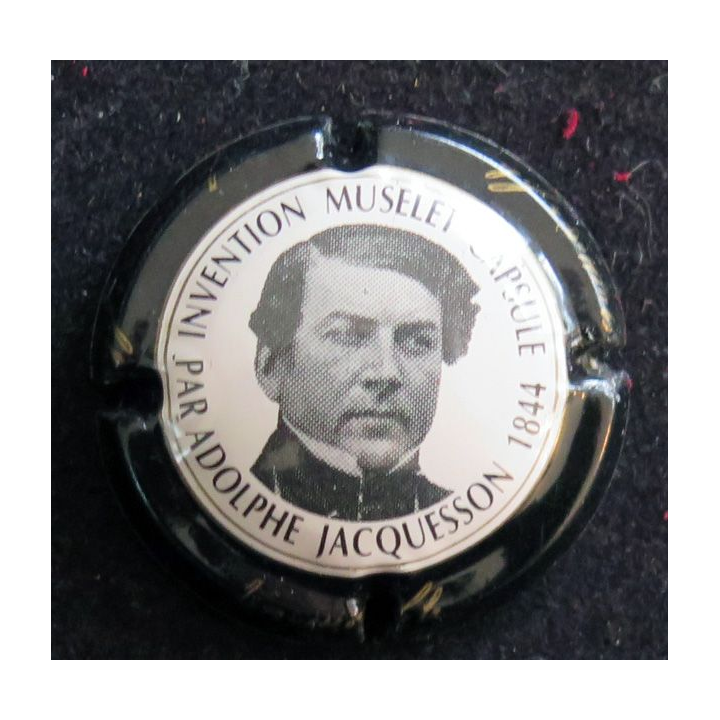 INVENTION MUSELET CAPSULE 1844
PAR ADOLPHE JACQUESSON